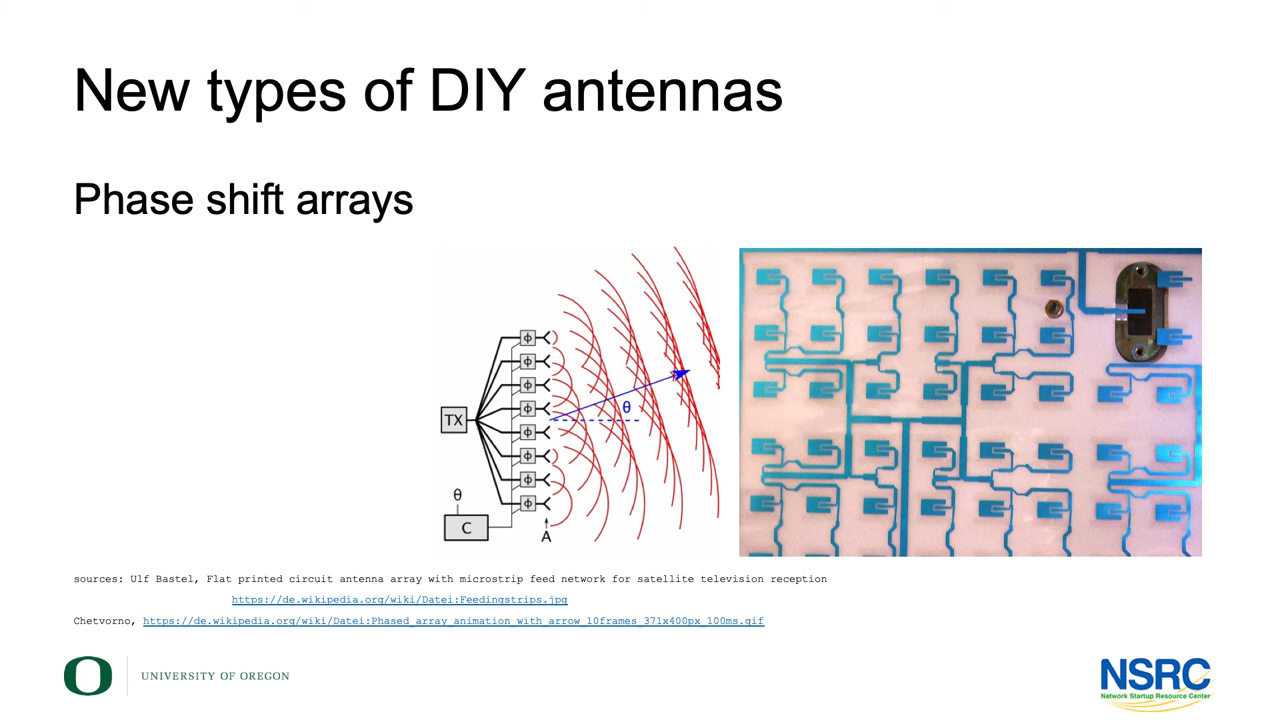 New types of DIY antennas
Phase shift arrays
TX
ϕ
ϕ
ϕ
ϕ
ϕ
ϕ
ϕ
ϕ
θ
θ
C
A
sources: Ulf Bastel, Flat printed circuit antenna array with microstrip feed network for satellite television reception
https://de.wikipedia.org/wiki/Datei:Feedingstrips.jpg
Chetvorno, https://de.wikipedia.org/wiki/Datei:Phased_array_animation_with_arrow_10frames_371x400px_100ms.gif
UNIVERSITY OF OREGON
NSRC
Network Startup Resource Center